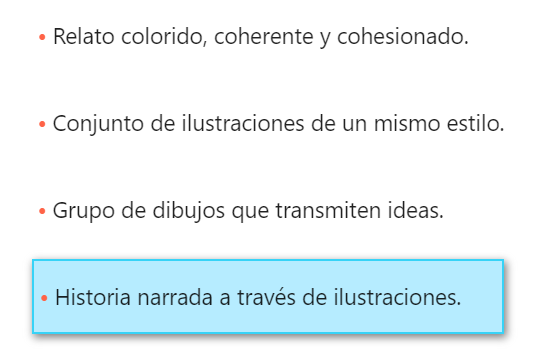 • Relato colorido, coherente y cohesionado.
• Conjunto de ilustraciones de un mismo estilo.
• Grupo de dibujos que transmiten ideas.
• Historia narrada a través de ilustraciones.